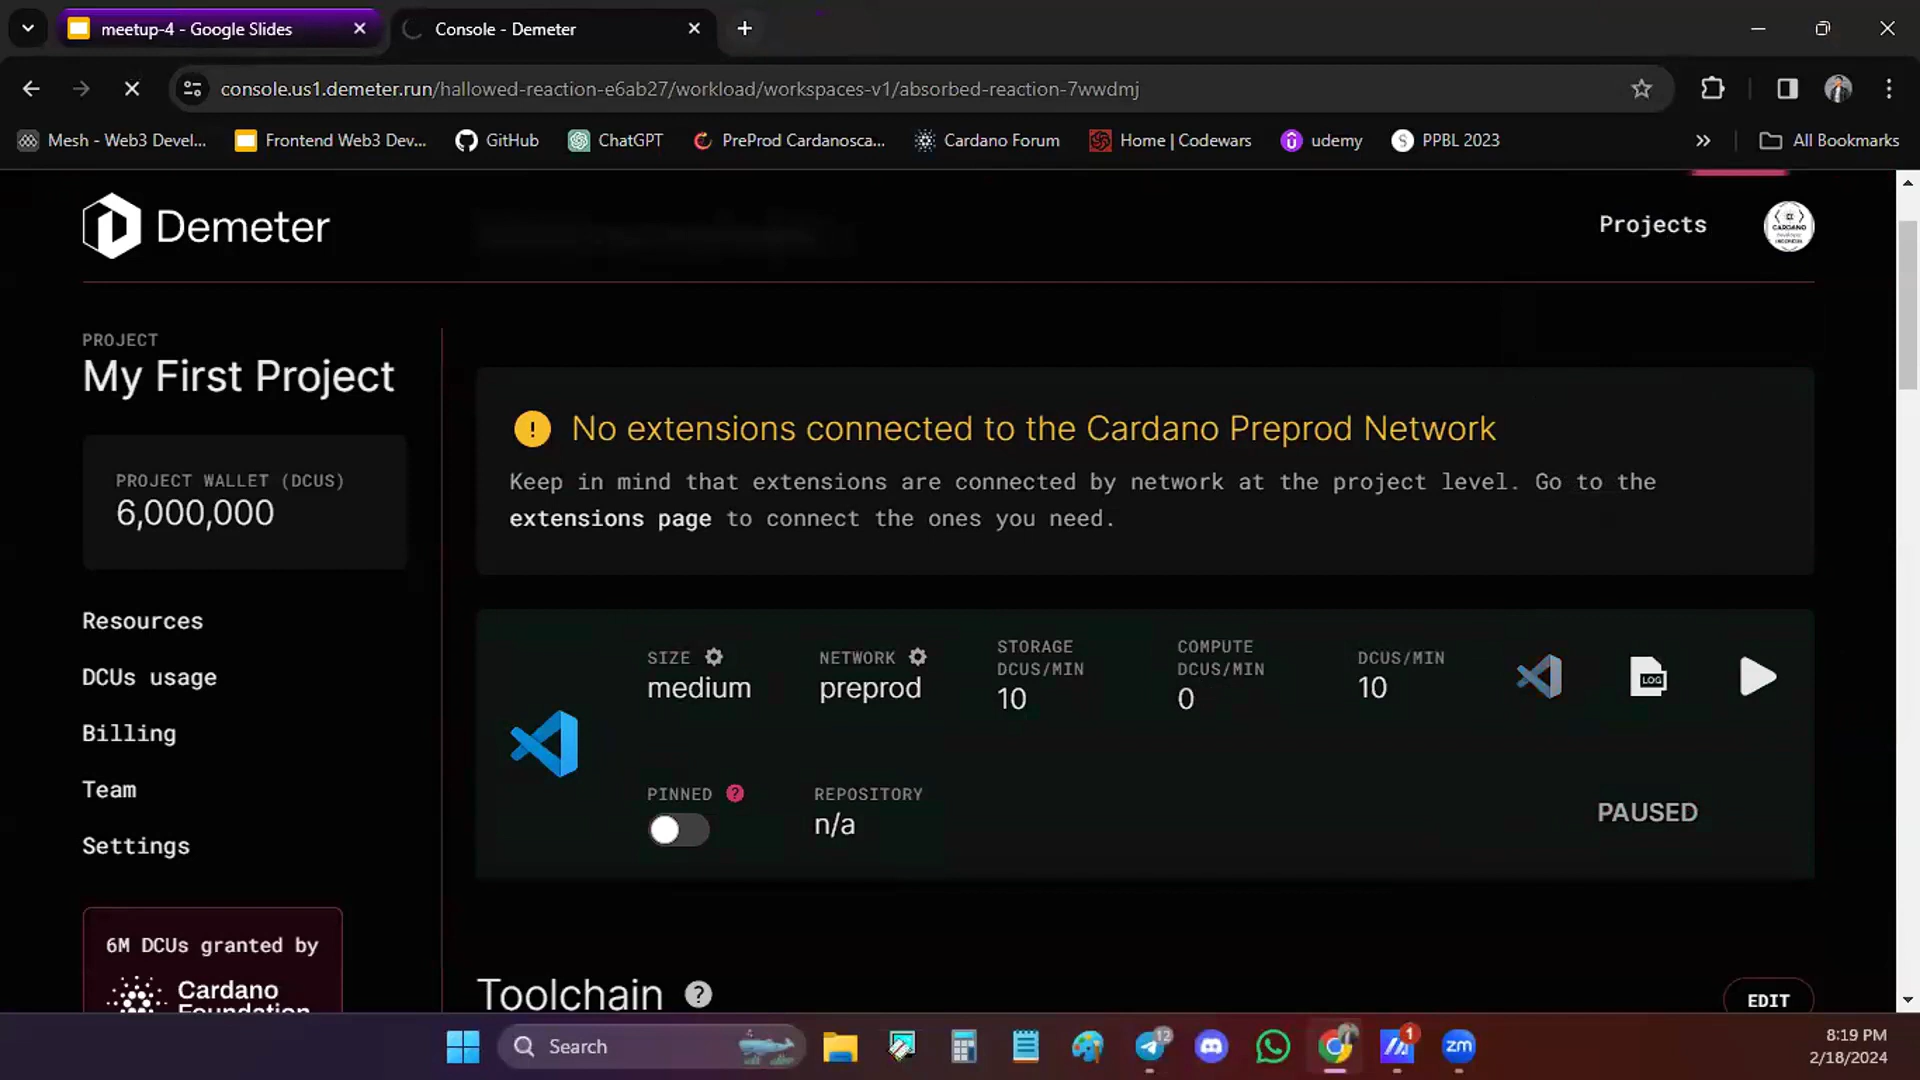 meetup-4 - Google Slides
Console - Demeter
console.us1.demeter.run/hallowed-reaction-e6ab27/workload/workspaces-v1/absorbed-reaction-7wwdmj
Mesh - Web3 Devel...
Frontend Web3 Dev...
GitHub
ChatGPT
PreProd Cardanosca...
Cardano Forum
Home | Codewars
udemy
PPBL 2023
All Bookmarks
Demeter
Projects
CARDANO
PROJECT
My First Project
PROJECT WALLET (DCUS)
6,000,000
Resources
DCUs usage
Billing
Team
Settings
6M DCUs granted by
Cardano
Foundation
No extensions connected to the Cardano Preprod Network
Keep in mind that extensions are connected by network at the project level. Go to the
extensions page to connect the ones you need.
SIZE
medium
NETWORK
preprod
STORAGE
DCUS/MIN
10
COMPUTE
DCUS/MIN
0
DCUS/MIN
10
LOG
PINNED
REPOSITORY
n/a
PAUSED
Toolchain
EDIT
Search
12
1
zm
8:19 PM
2/18/2024